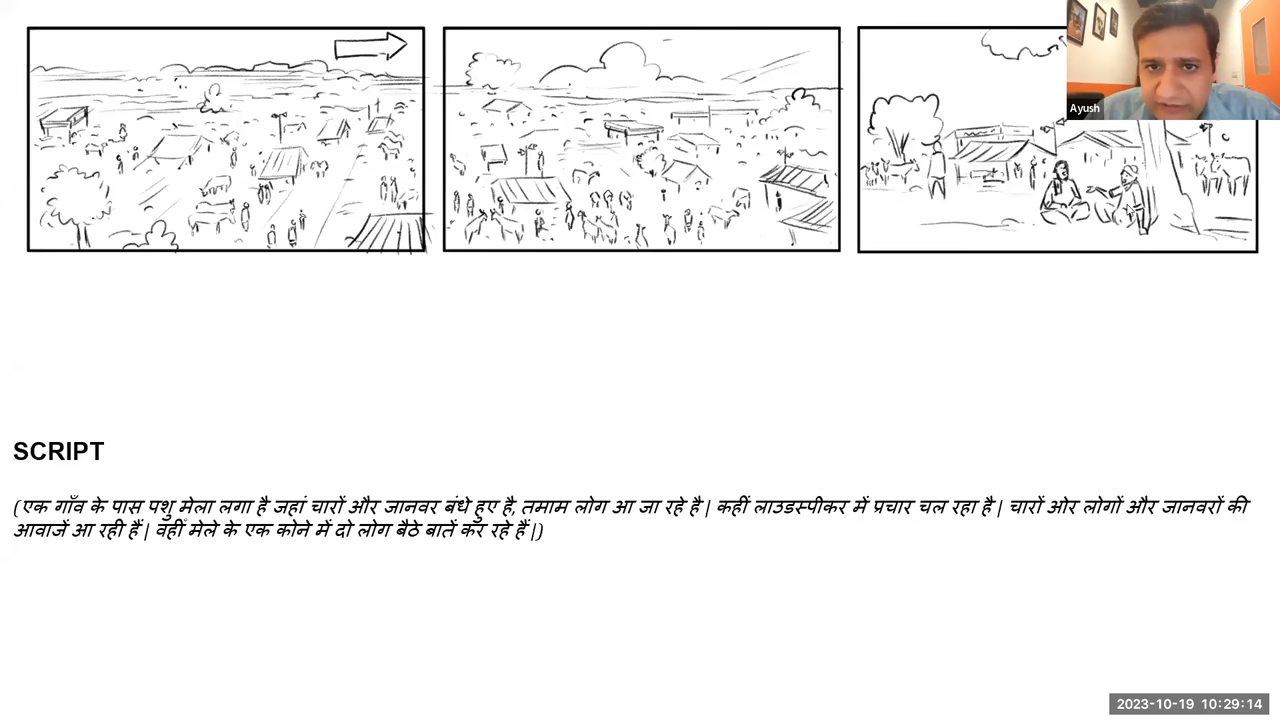 Ayush
SCRIPT
(एक गाँव के पास पशु मेला लगा है जहां चारों और जानवर बंधे हुए है, तमाम लोग आ जा रहे है | कहीं लाउडस्पीकर में प्रचार चल रहा है | चारों ओर लोगों और जानवरों की
आवाजें आ रही हैं | वहीँ मेले के एक कोने में दो लोग बैठे बातें कर रहे हैं |)
2023-10-19 10:29:14